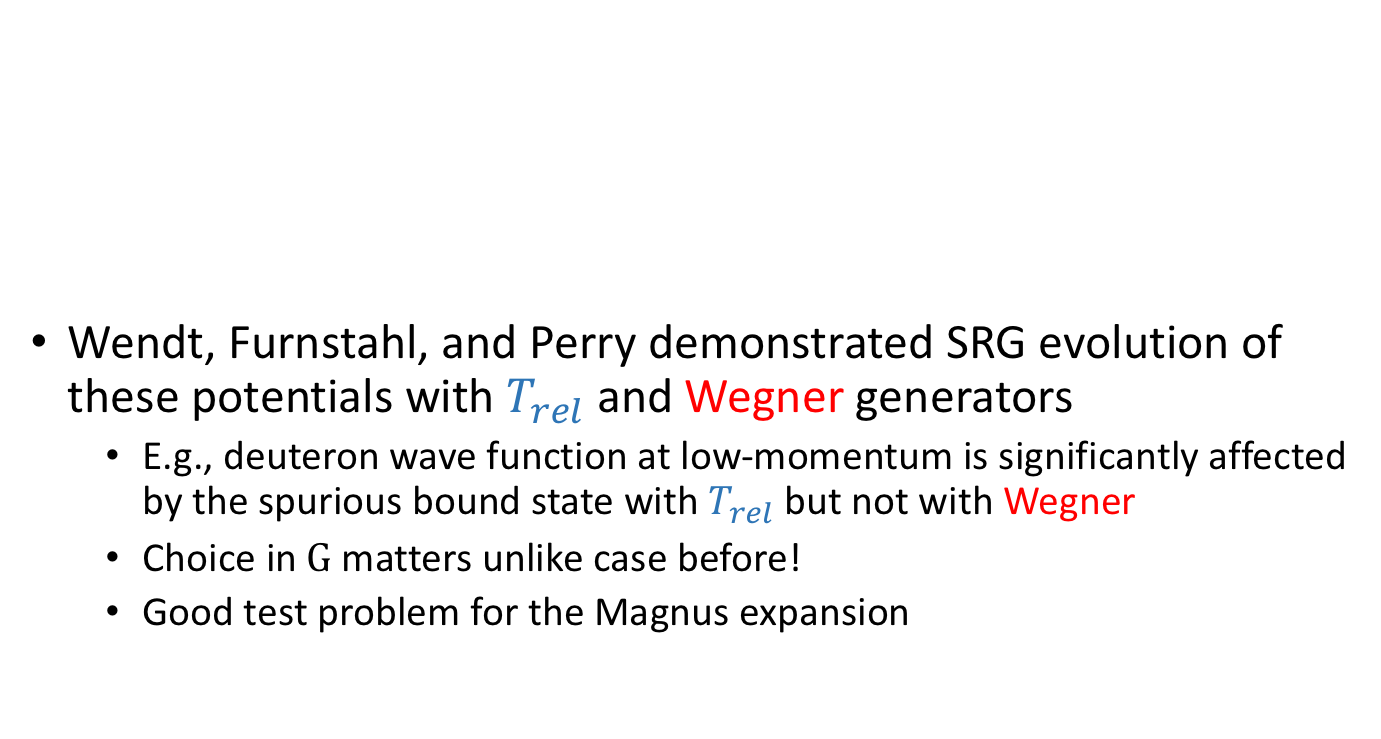 • Wendt, Furnstahl, and Perry demonstrated SRG evolution of
these potentials with T_rel and Wegner generators
• E.g., deuteron wave function at low-momentum is significantly affected
by the spurious bound state with T_rel but not with Wegner
• Choice in G matters unlike case before!
• Good test problem for the Magnus expansion